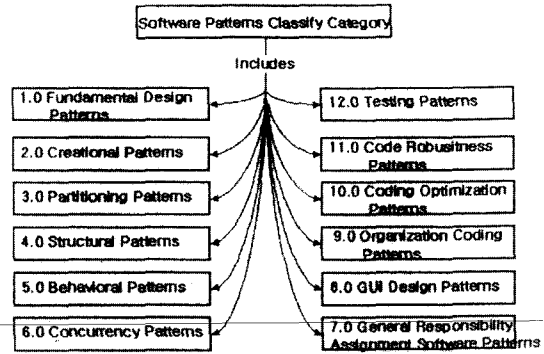 Software Patterns Classify Category
Includes
1.0 Fundamental Design
Patterns
2.0 Creational Patterns
3.0 Partitioning Patterns
4.0 Structural Patterns
5.0 Behavioral Patterns
6.0 Concurrency Patterns
12.0 Testing Patterns
11.0 Code Robusitness
Patterns
10.0 Coding Optimization
Patterns
9.0 Organization Coding
Patterns
8.0 GUI Design Patterns
7.0 General Responsibility
Assignment Software Patterns